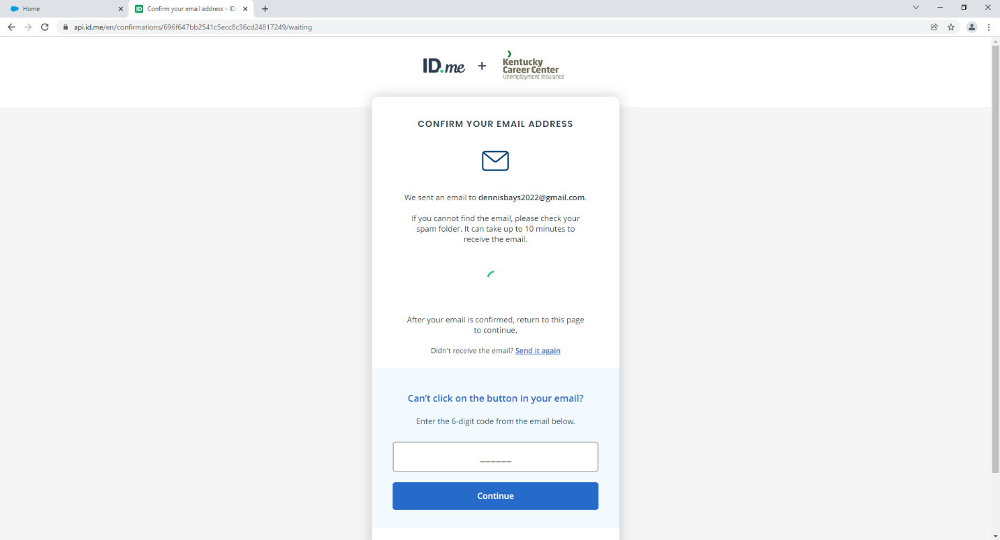 Home
Confirm your email address - ID.
api.id.me/en/confirmations/696f647bb2541c5ecc8c36cd24817249/waiting
ID.me + Kentucky
Career Center
Unemployment Insurance
CONFIRM YOUR EMAIL ADDRESS
We sent an email to dennisbays2022@gmail.com.
If you cannot find the email, please check your
spam folder. It can take up to 10 minutes to
receive the email.
After your email is confirmed, return to this page
to continue.
Didn't receive the email? Send it again
Can't click on the button in your email?
Enter the 6-digit code from the email below.
______
Continue